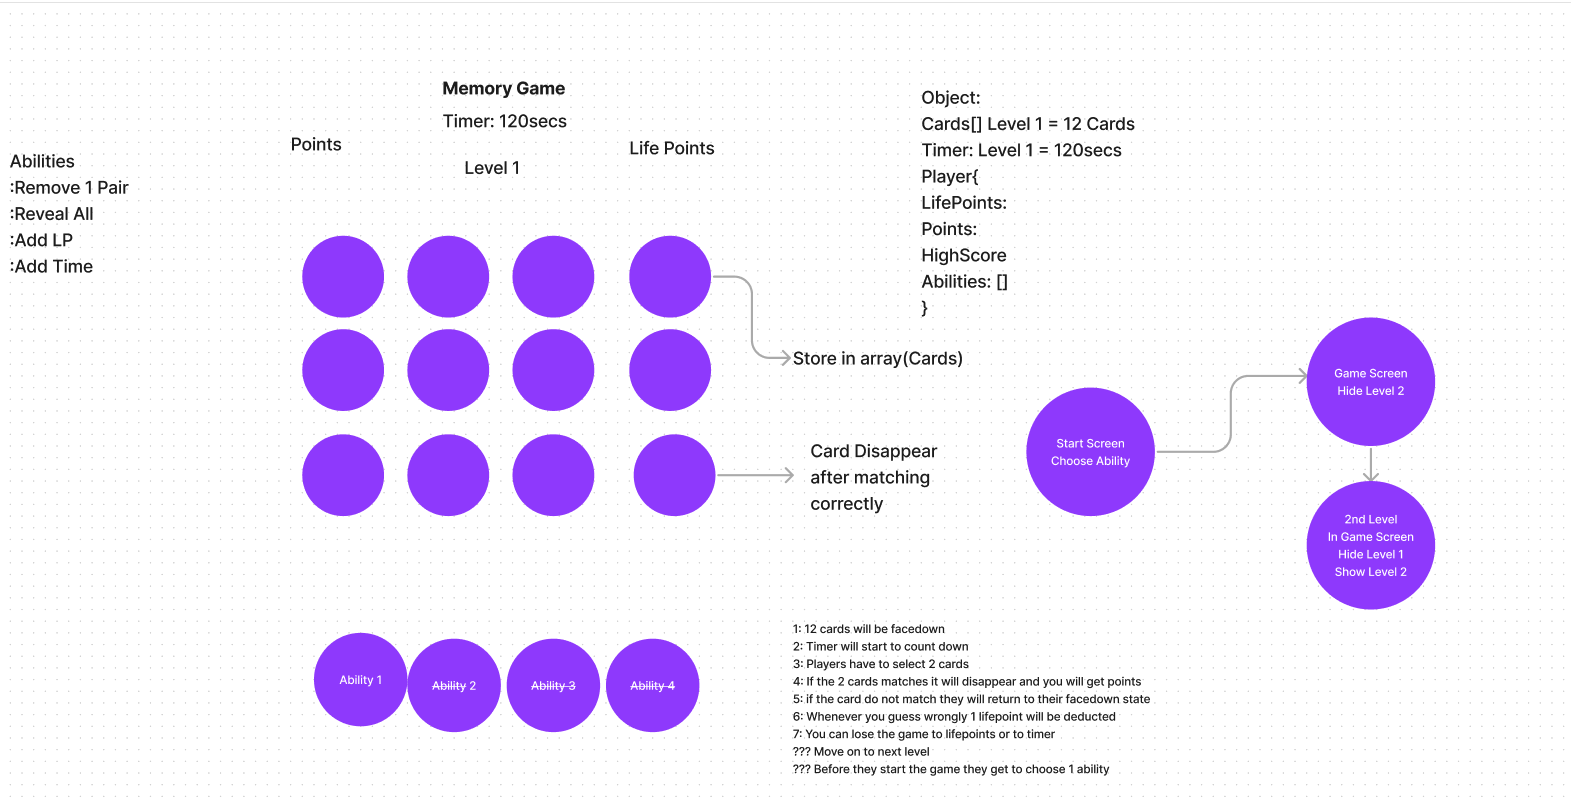 Memory Game
Timer: 120secs
Points
Life Points
Level 1
Abilities
:Remove 1 Pair
:Reveal All
:Add LP
:Add Time
Object:
Cards[] Level 1 = 12 Cards
Timer: Level 1 = 120secs
Player{
LifePoints:
Points:
HighScore
Abilities: []
}
Store in array(Cards)
Card Disappear
after matching
correctly
Start Screen
Choose Ability
Game Screen
Hide Level 2
2nd Level
In Game Screen
Hide Level 1
Show Level 2
Ability 1
Ability 2
Ability 3
Ability 4
1: 12 cards will be facedown
2: Timer will start to count down
3: Players have to select 2 cards
4: If the 2 cards matches it will disappear and you will get points
5: if the card do not match they will return to their facedown state
6: Whenever you guess wrongly 1 lifepoint will be deducted
7: You can lose the game to lifepoints or to timer
??? Move on to next level
??? Before they start the game they get to choose 1 ability